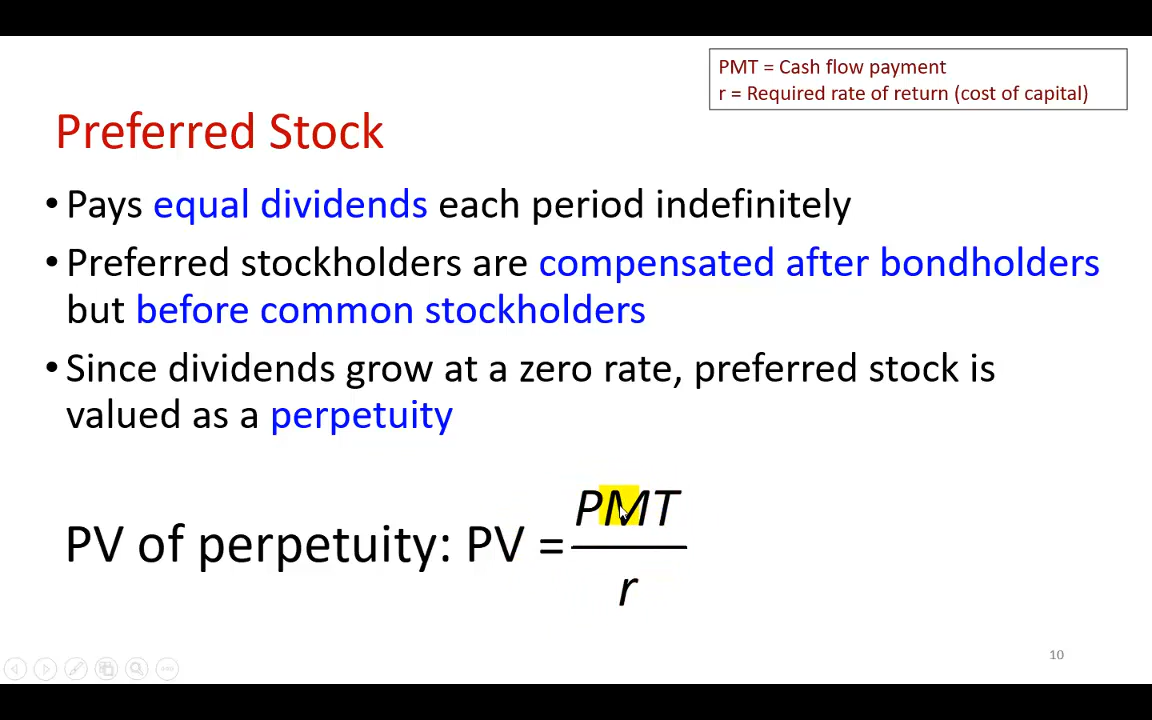 PMT = Cash flow payment
r = Required rate of return (cost of capital)
Preferred Stock
• Pays equal dividends each period indefinitely
• Preferred stockholders are compensated after bondholders
but before common stockholders
• Since dividends grow at a zero rate, preferred stock is
valued as a perpetuity
PMT
PV of perpetuity: PV =
r
10